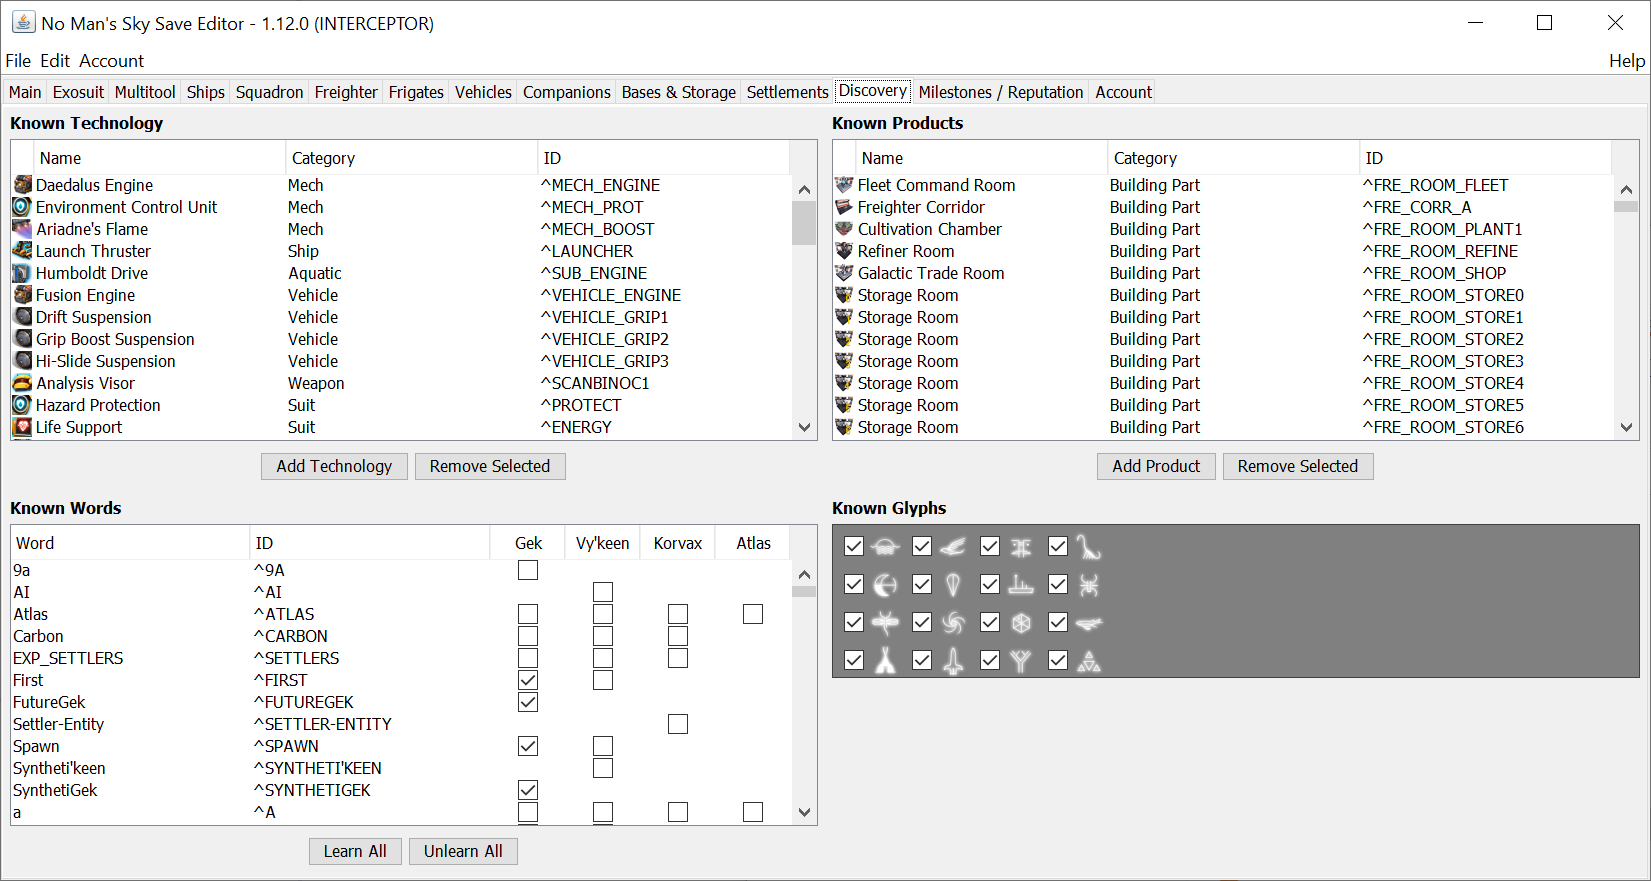 No Man's Sky Save Editor - 1.12.0 (INTERCEPTOR)
File Edit Account Help
Main Exosuit Multitool Ships Squadron Freighter Frigates Vehicles Companions Bases & Storage Settlements Discovery Milestones / Reputation Account
Known Technology
Name Category ID
Daedalus Engine Mech ^MECH_ENGINE
Environment Control Unit Mech ^MECH_PROT
Ariadne's Flame Mech ^MECH_BOOST
Launch Thruster Ship ^LAUNCHER
Humboldt Drive Aquatic ^SUB_ENGINE
Fusion Engine Vehicle ^VEHICLE_ENGINE
Drift Suspension Vehicle ^VEHICLE_GRIP1
Grip Boost Suspension Vehicle ^VEHICLE_GRIP2
Hi-Slide Suspension Vehicle ^VEHICLE_GRIP3
Analysis Visor Weapon ^SCANBINOC1
Hazard Protection Suit ^PROTECT
Life Support Suit ^ENERGY
Add Technology Remove Selected
Known Products
Name Category ID
Fleet Command Room Building Part ^FRE_ROOM_FLEET
Freighter Corridor Building Part ^FRE_CORR_A
Cultivation Chamber Building Part ^FRE_ROOM_PLANT1
Refiner Room Building Part ^FRE_ROOM_REFINE
Galactic Trade Room Building Part ^FRE_ROOM_SHOP
Storage Room Building Part ^FRE_ROOM_STORE0
Storage Room Building Part ^FRE_ROOM_STORE1
Storage Room Building Part ^FRE_ROOM_STORE2
Storage Room Building Part ^FRE_ROOM_STORE3
Storage Room Building Part ^FRE_ROOM_STORE4
Storage Room Building Part ^FRE_ROOM_STORE5
Storage Room Building Part ^FRE_ROOM_STORE6
Add Product Remove Selected
Known Words
Word ID Gek Vy'keen Korvax Atlas
9a ^9A
AI ^AI
Atlas ^ATLAS
Carbon ^CARBON
EXP_SETTLERS ^SETTLERS
First ^FIRST
FutureGek ^FUTUREGEK
Settler-Entity ^SETTLER-ENTITY
Spawn ^SPAWN
Syntheti'keen ^SYNTHETI'KEEN
SynthetiGek ^SYNTHETIGEK
a ^A
Learn All Unlearn All
Known Glyphs